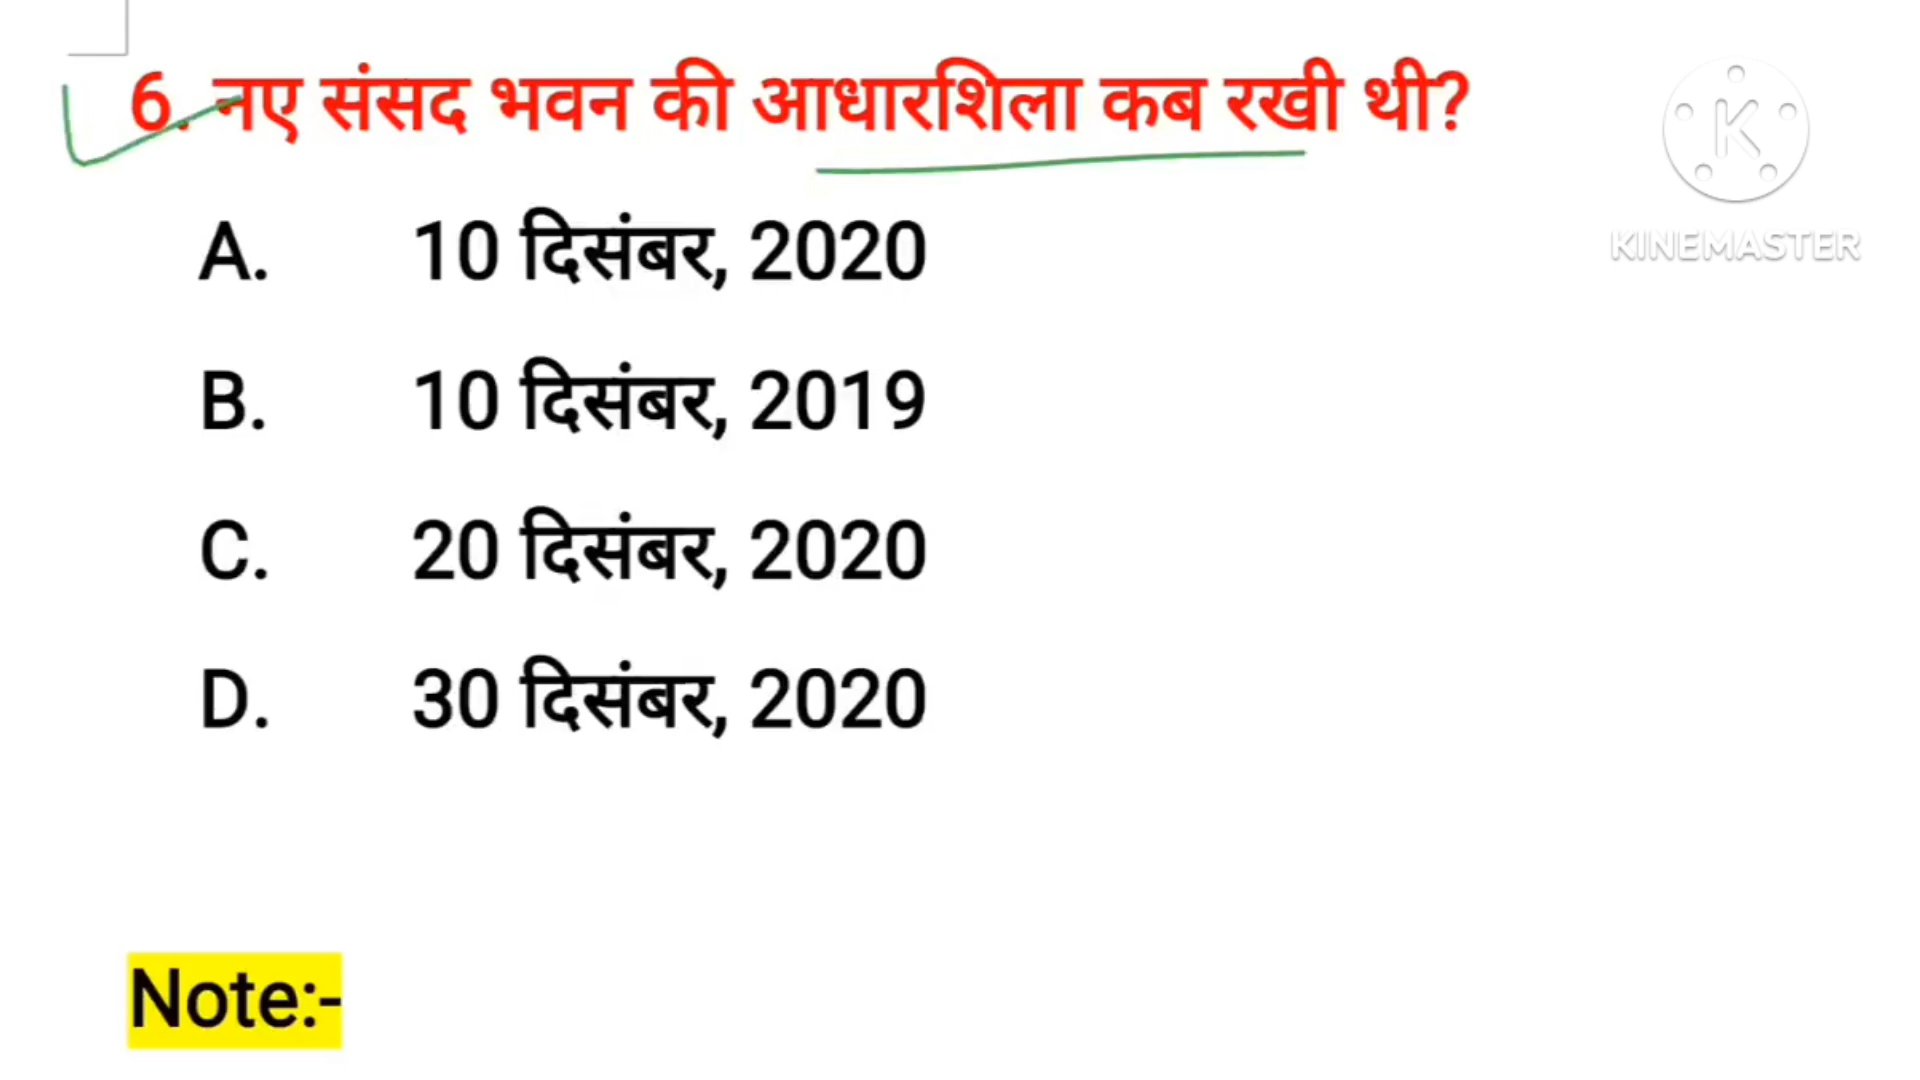 6. नए संसद भवन की आधारशिला कब रखी थी?
K
KINEMASTER
A. 10 दिसंबर, 2020
B. 10 दिसंबर, 2019
C. 20 दिसंबर, 2020
D. 30 दिसंबर, 2020
Note:-